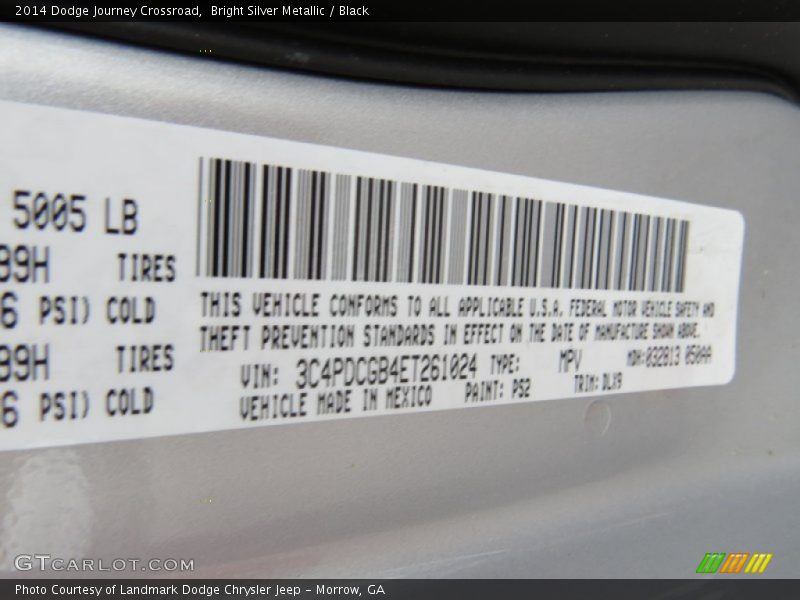 2014 Dodge Journey Crossroad, Bright Silver Metallic / Black
5005 LB
99H TIRES
6 PSI) COLD
99H TIRES
6 PSI) COLD
THIS VEHICLE CONFORMS TO ALL APPLICABLE U.S.A. FEDERAL MOTOR VEHICLE SAFETY AND
THEFT PREVENTION STANDARDS IN EFFECT ON THE DATE OF MANUFACTURE SHOWN ABOVE.
VIN: 3C4PDCGB4ET261024 TYPE: MPV MDH:032813 050AA
VEHICLE MADE IN MEXICO PAINT: PS2 TRIM: DLX9
GTCARLOT.COM
Photo Courtesy of Landmark Dodge Chrysler Jeep - Morrow, GA